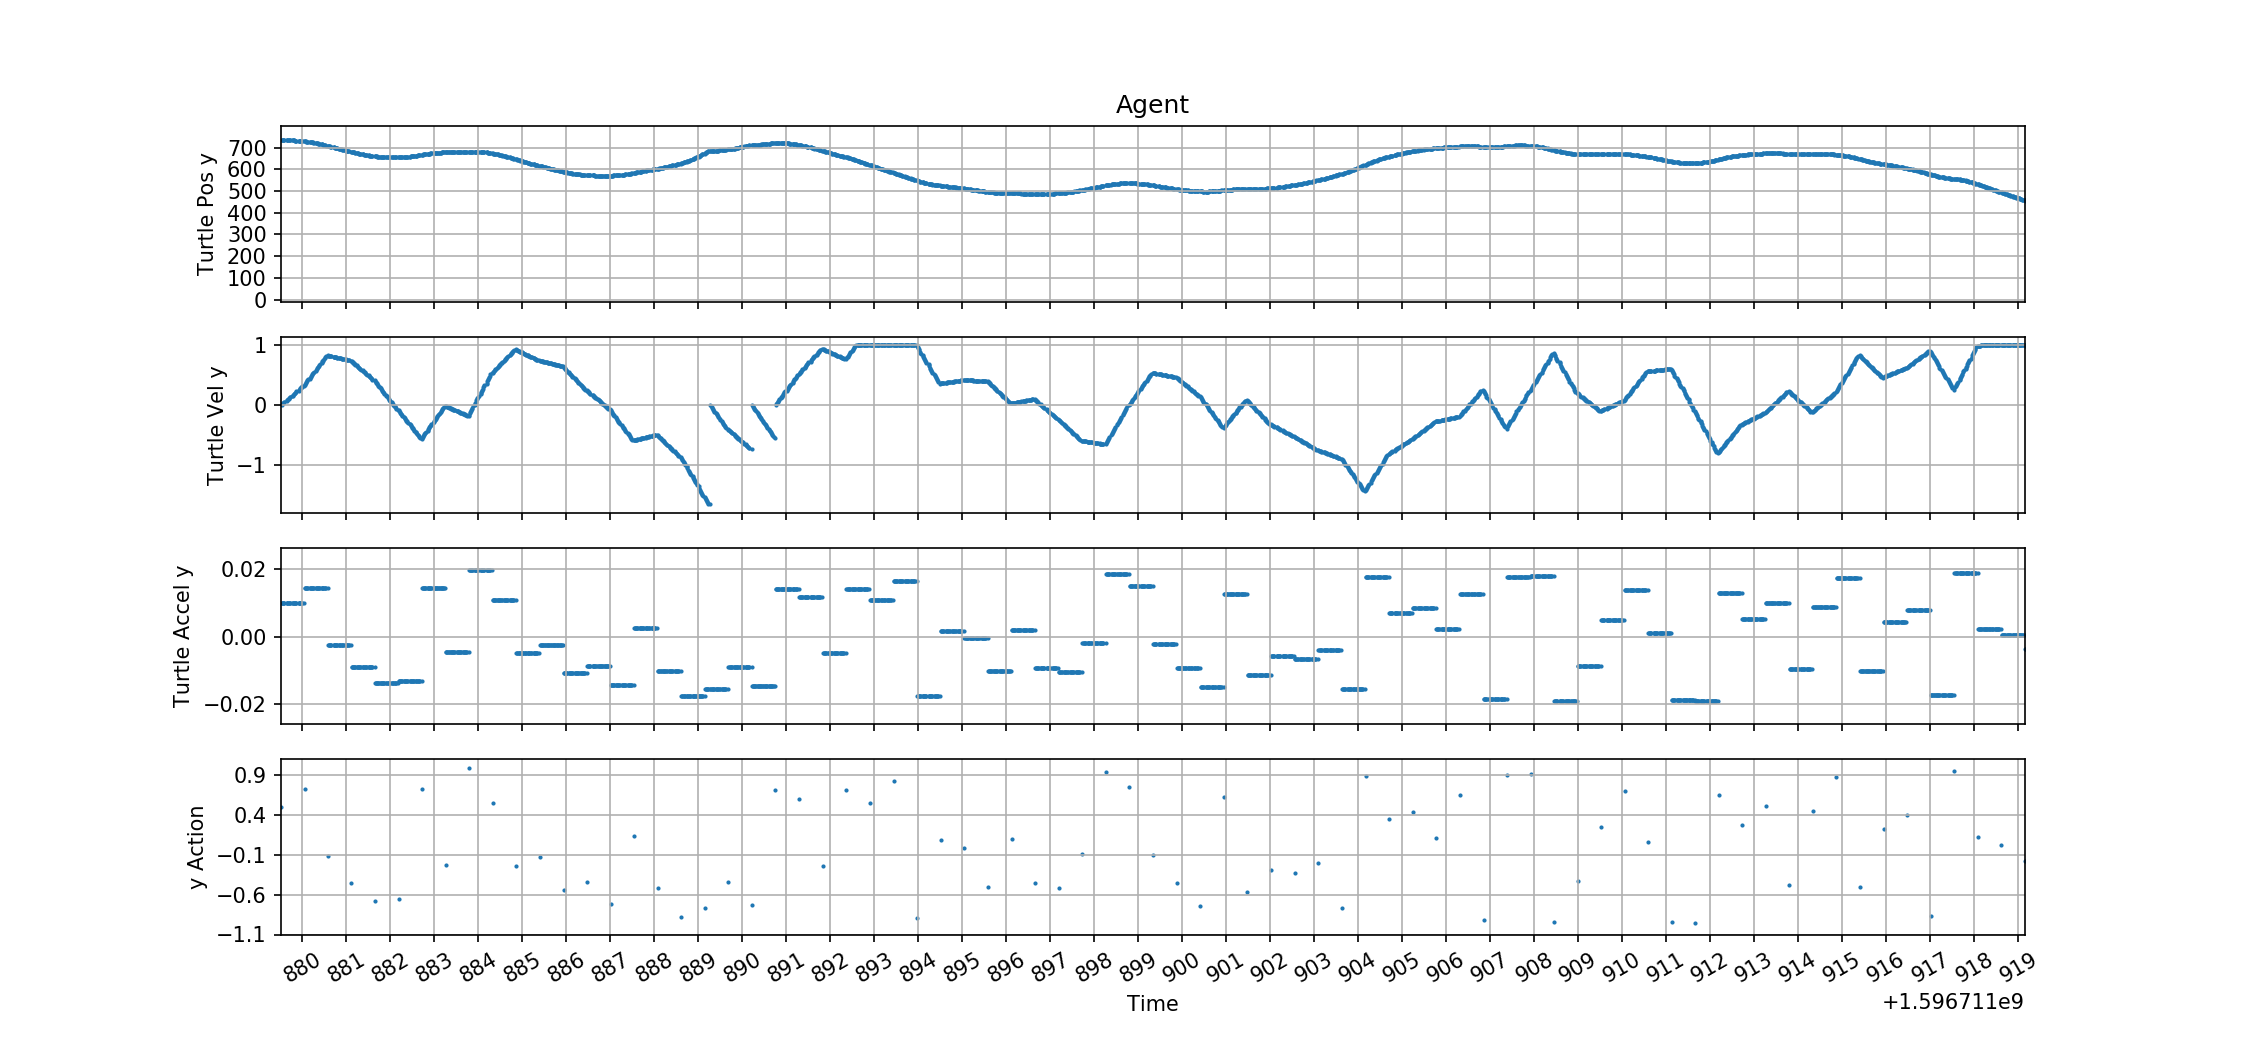 Agent
Turtle Pos y
700
600
500
400
300
200
100
0
Turtle Vel y
1
0
−1
Turtle Accel y
0.02
0.00
−0.02
y Action
0.9
0.4
−0.1
−0.6
−1.1
880 881 882 883 884 885 886 887 888 889 890 891 892 893 894 895 896 897 898 899 900 901 902 903 904 905 906 907 908 909 910 911 912 913 914 915 916 917 918 919
Time
+1.596711e9